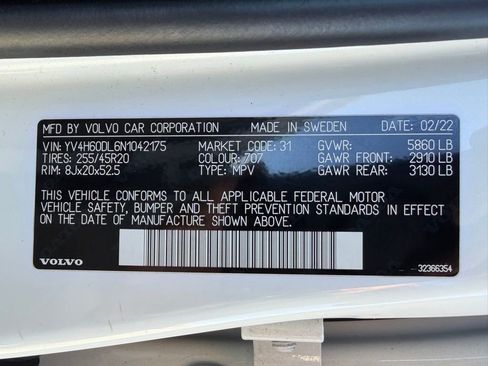 MFD BY VOLVO CAR CORPORATION MADE IN SWEDEN DATE: 02/22
VIN: YV4H60DL6N1042175 MARKET CODE: 31 GVWR: 5860 LB
TIRES: 255/45R20 COLOUR: 707 GAWR FRONT: 2910 LB
RIM: 8Jx20x52.5 TYPE: MPV GAWR REAR: 3130 LB
THIS VEHICLE CONFORMS TO ALL APPLICABLE FEDERAL MOTOR
VEHICLE SAFETY, BUMPER AND THEFT PREVENTION STANDARDS IN EFFECT
ON THE DATE OF MANUFACTURE SHOWN ABOVE.
VOLVO 32366354